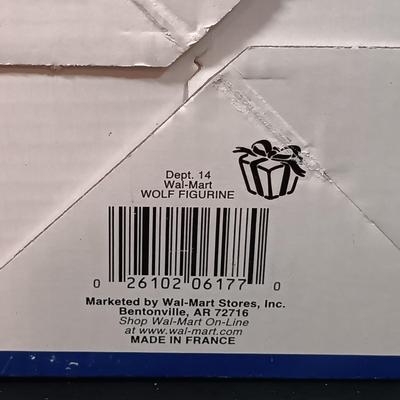 Dept. 14
Wal-Mart
WOLF FIGURINE
0 26102 06177 0
Marketed by Wal-Mart Stores, Inc.
Bentonville, AR 72716
Shop Wal-Mart On-Line
at www.wal-mart.com
MADE IN FRANCE